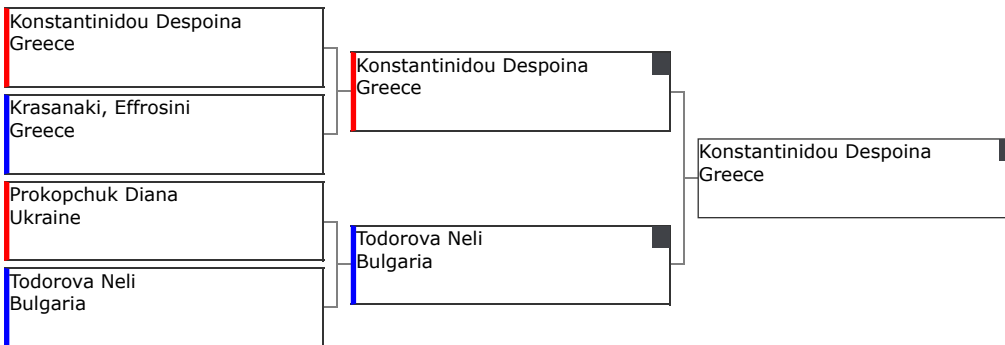 Konstantinidou Despoina
Greece
Krasanaki, Effrosini
Greece
Prokopchuk Diana
Ukraine
Todorova Neli
Bulgaria
Konstantinidou Despoina
Greece
Todorova Neli
Bulgaria
Konstantinidou Despoina
Greece